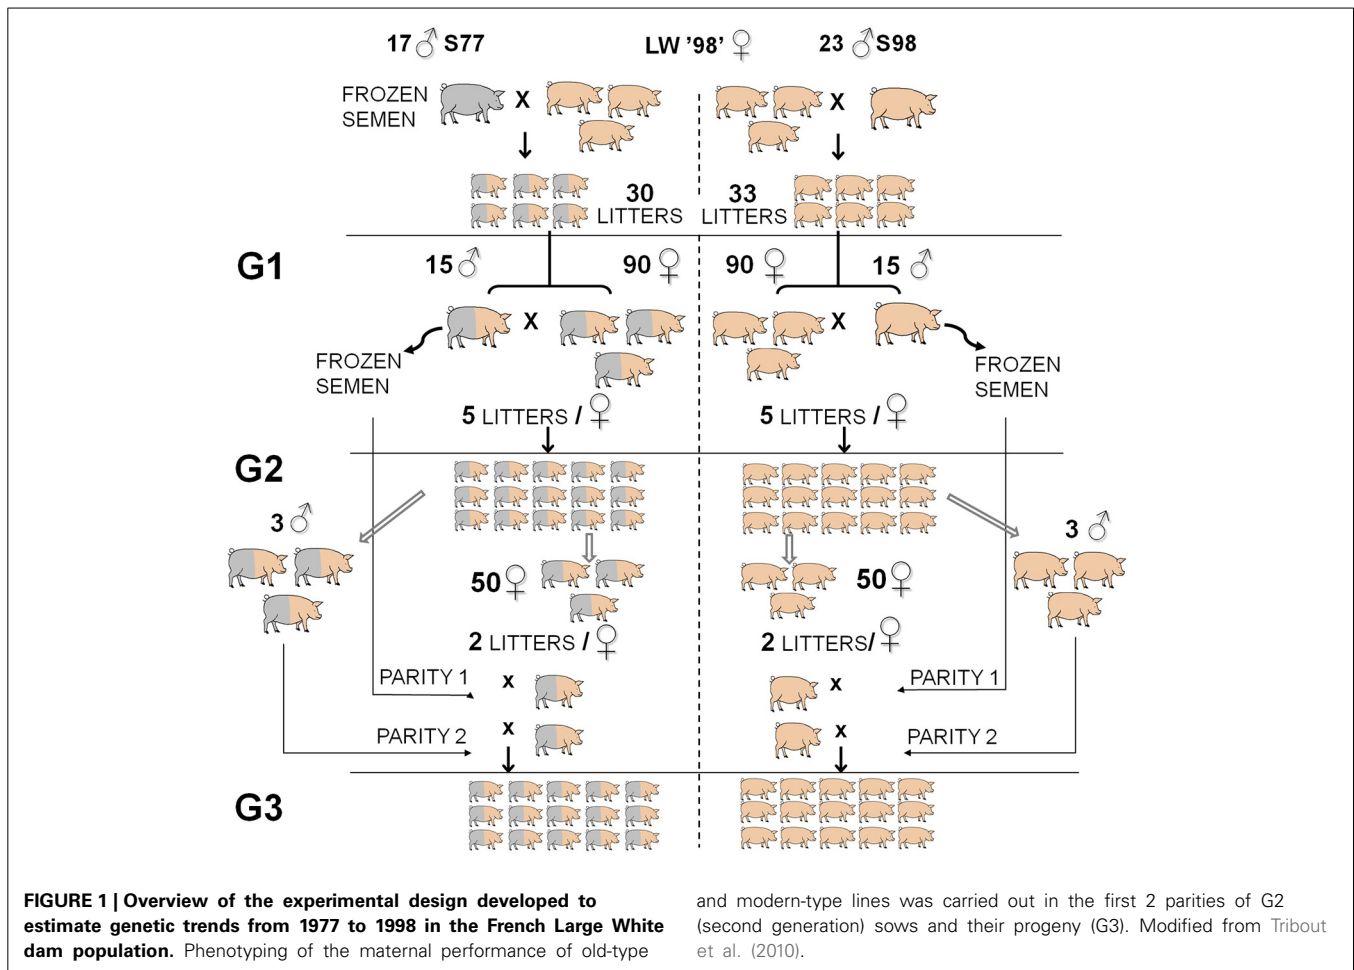 17 ♂ S77
LW '98' ♀
23 ♂ S98
FROZEN
SEMEN
X
X
30
LITTERS
33
LITTERS
G1
15 ♂
90 ♀
90 ♀
15 ♂
X
X
FROZEN
SEMEN
FROZEN
SEMEN
5 LITTERS / ♀
5 LITTERS / ♀
G2
3 ♂
3 ♂
50 ♀
50 ♀
2 LITTERS / ♀
2 LITTERS/ ♀
PARITY 1
x
x
PARITY 1
PARITY 2
x
x
PARITY 2
G3
FIGURE 1 | Overview of the experimental design developed to
estimate genetic trends from 1977 to 1998 in the French Large White
dam population. Phenotyping of the maternal performance of old-type
and modern-type lines was carried out in the first 2 parities of G2
(second generation) sows and their progeny (G3). Modified from Tribout
et al. (2010).